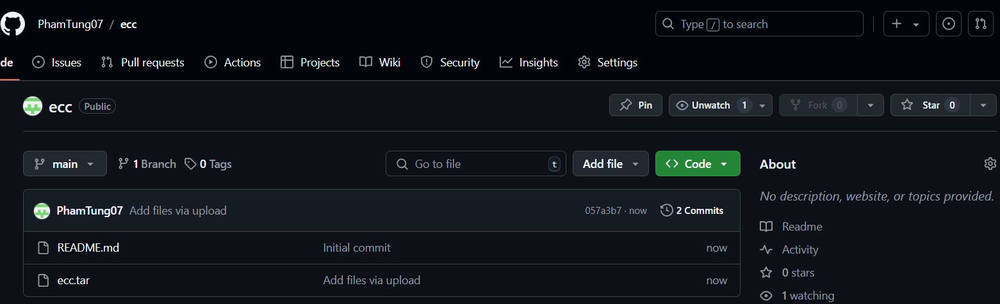 PhamTung07 / ecc
Type / to search
de Issues Pull requests Actions Projects Wiki Security Insights Settings
ecc Public
Pin Unwatch 1 Fork 0 Star 0
main 1 Branch 0 Tags
Go to file t Add file Code
About
No description, website, or topics provided.
PhamTung07 Add files via upload 057a3b7 · now 2 Commits
README.md Initial commit now
ecc.tar Add files via upload now
Readme
Activity
0 stars
1 watching